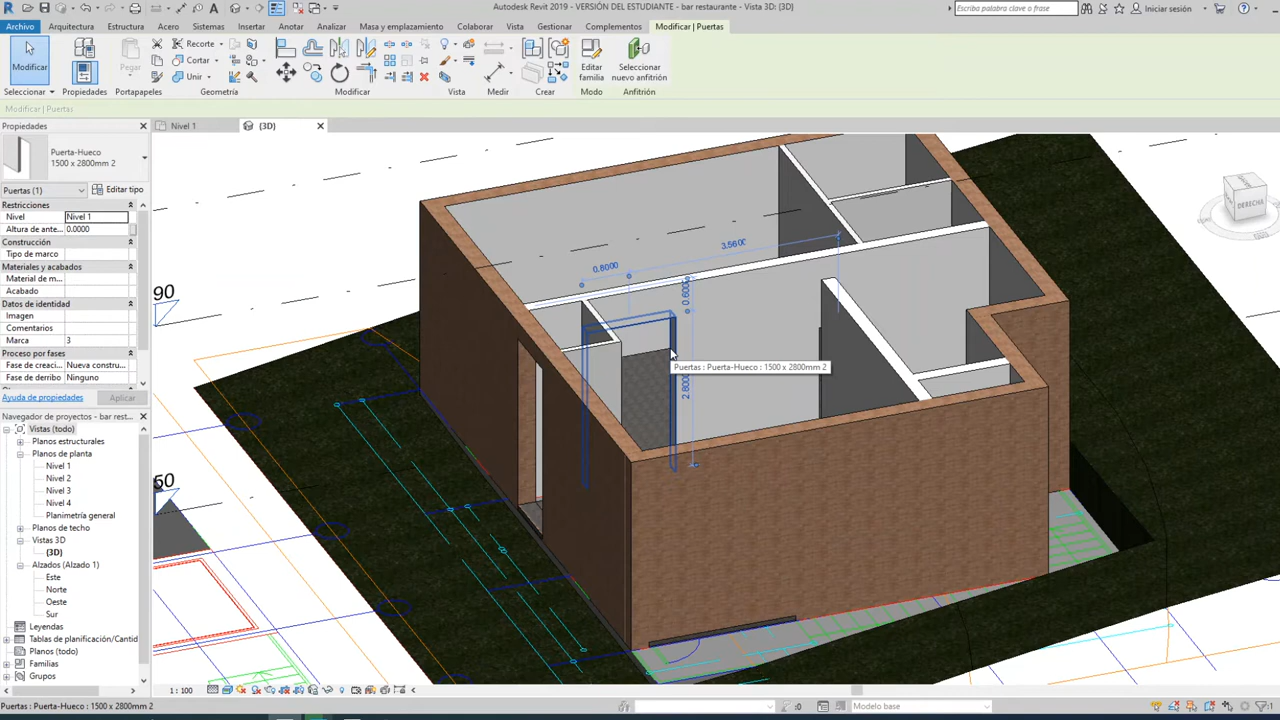 Autodesk Revit 2019 - VERSIÓN DEL ESTUDIANTE - bar restaurante - Vista 3D: {3D}
Escriba palabra clave o frase
Iniciar sesión
Archivo Arquitectura Estructura Acero Sistemas Insertar Anotar Analizar Masa y emplazamiento Colaborar Vista Gestionar Complementos Modificar | Puertas
Modificar
Pegar
Recorte
Cortar
Unir
Editar familia
Seleccionar nuevo anfitrión
Seleccionar Propiedades Portapapeles Geometría Modificar Vista Medir Crear Modo Anfitrión
Modificar | Puertas
Propiedades
Nivel 1
{3D}
Puerta-Hueco
1500 x 2800mm 2
Puertas (1)
Editar tipo
Restricciones
Nivel Nivel 1
Altura de ante... 0.0000
Construcción
Tipo de marco
Materiales y acabados
Material de m...
Acabado
Datos de identidad
Imagen
Comentarios
Marca 3
Proceso por fases
Fase de creaci... Nueva constru...
Fase de derribo Ninguno
Ayuda de propiedades
Aplicar
Navegador de proyectos - bar rest...
Vistas (todo)
Planos estructurales
Planos de planta
Nivel 1
Nivel 2
Nivel 3
Nivel 4
Planimetría general
Planos de techo
Vistas 3D
{3D}
Alzados (Alzado 1)
Este
Norte
Oeste
Sur
Leyendas
Tablas de planificación/Cantid
Planos (todo)
Familias
Grupos
DERECHA
3.5600
0.8000
0.6000
2.8000
90
50
Puertas : Puerta-Hueco : 1500 x 2800mm 2
1 : 100
Puertas : Puerta-Hueco : 1500 x 2800mm 2
:0
Modelo base
:1